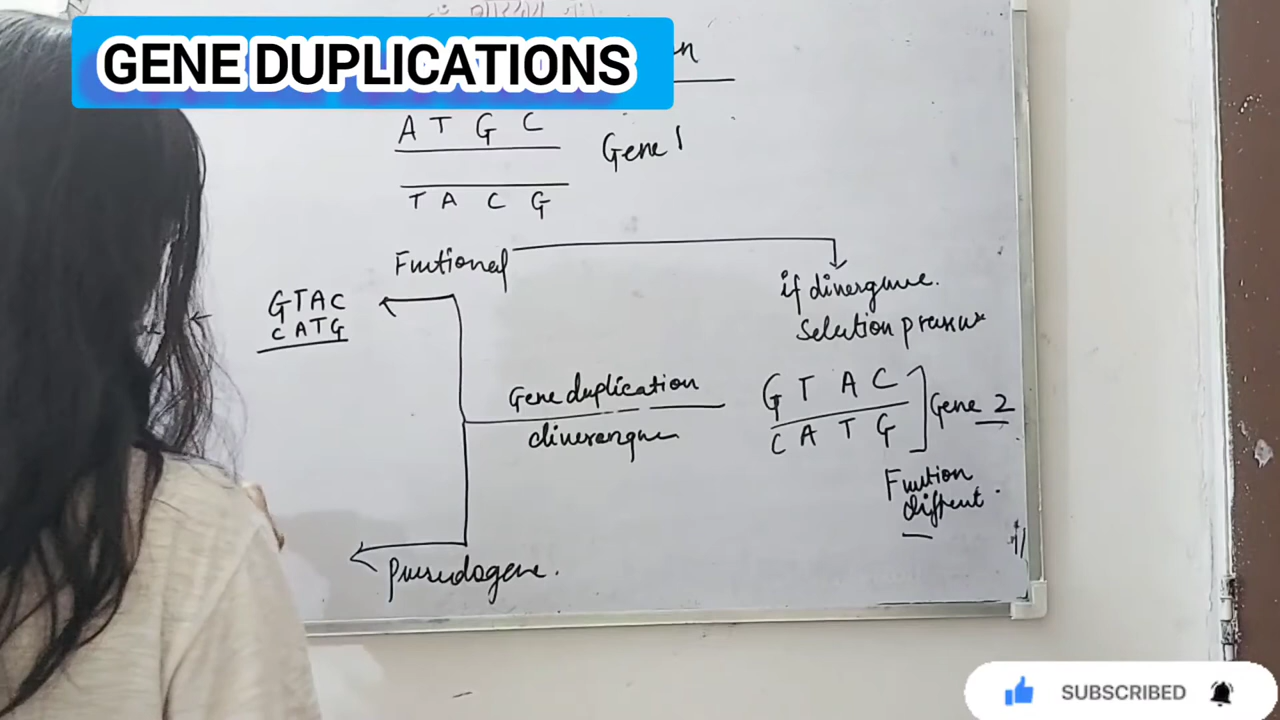 GENE DUPLICATIONS
A T G C
Gene 1
T A C G
Funtional
if divergence.
Selection pressure
GTAC
CATG
Gene duplication
divergence
G T A C
C A T G
Gene 2
Funtion
different.
pseudogene.
SUBSCRIBED